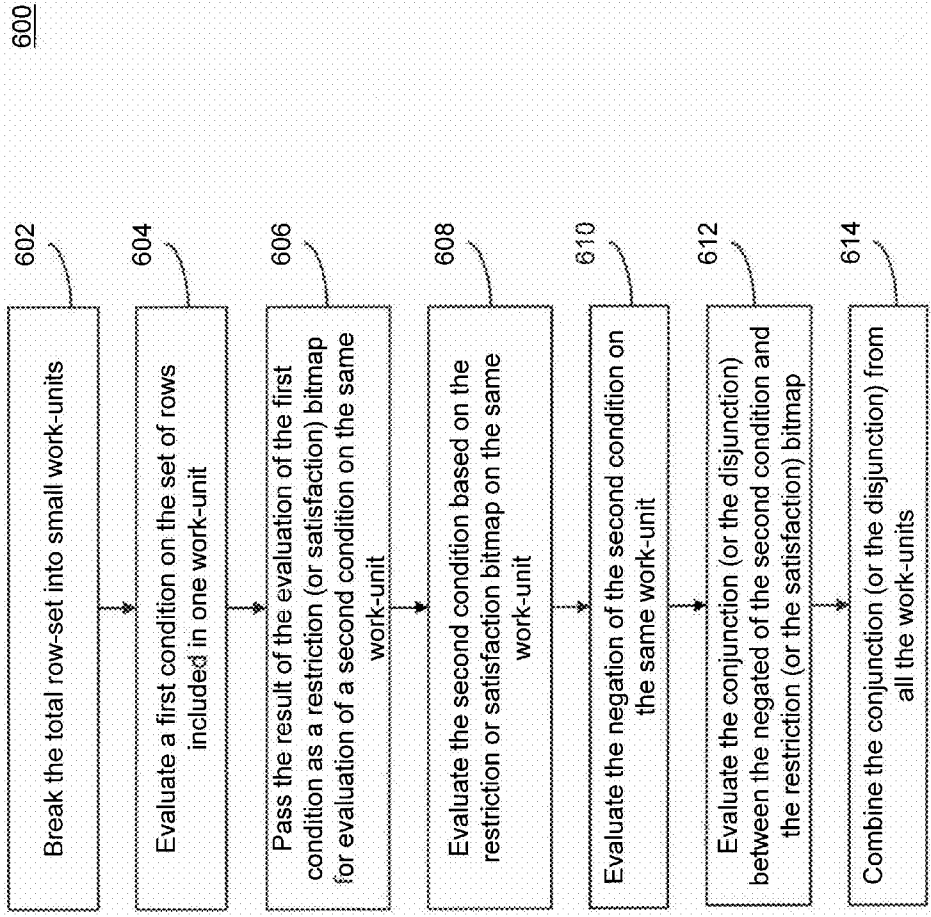 600
Break the total row-set into small work-units
602
Evaluate a first condition on the set of rows
included in one work-unit
604
Pass the result of the evaluation of the first
condition as a restriction (or satisfaction) bitmap
for evaluation of a second condition on the same
work-unit
606
Evaluate the second condition based on the
restriction or satisfaction bitmap on the same
work-unit
608
Evaluate the negation of the second condition on
the same work-unit
610
Evaluate the conjunction (or the disjunction)
between the negated of the second condition and
the restriction (or the satisfaction) bitmap
612
Combine the conjunction (or the disjunction) from
all the work-units
614